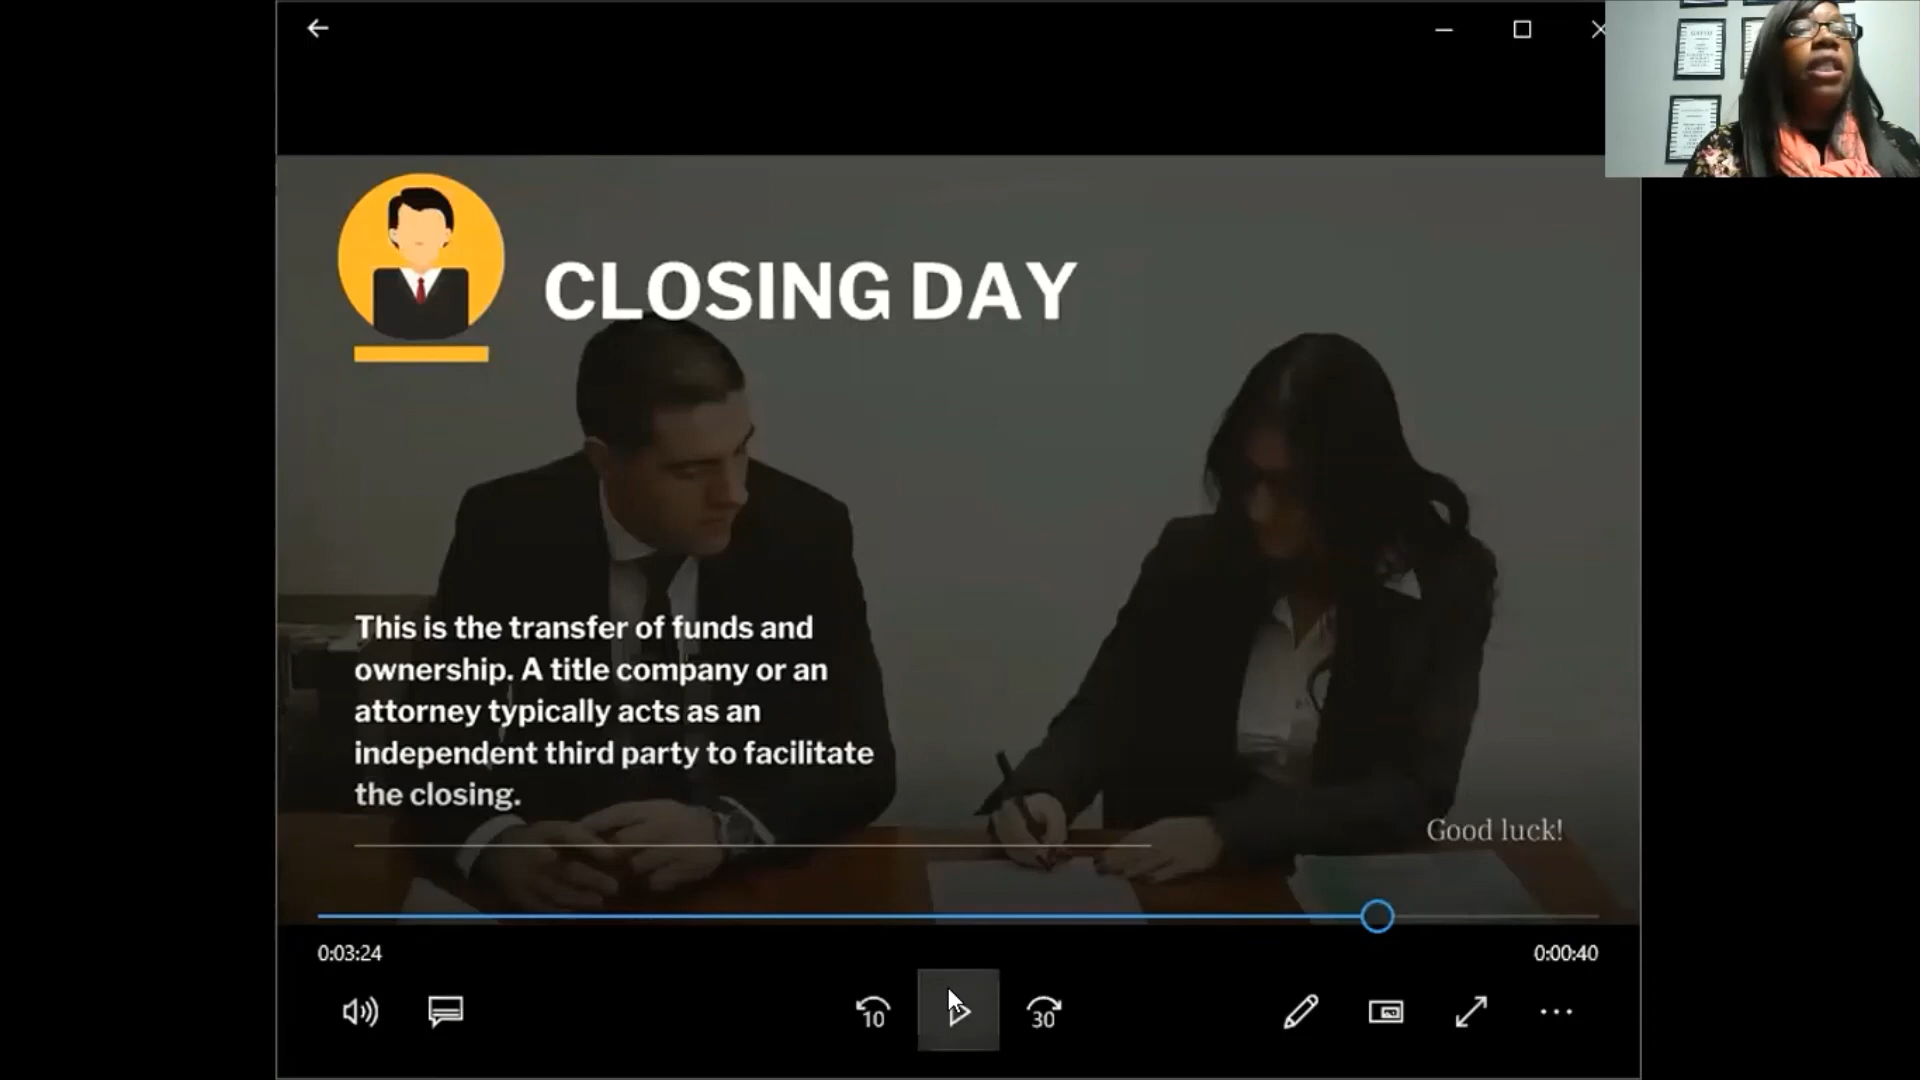 CLOSING DAY
This is the transfer of funds and
ownership. A title company or an
attorney typically acts as an
independent third party to facilitate
the closing.
Good luck!
0:03:24
0:00:40
10
30